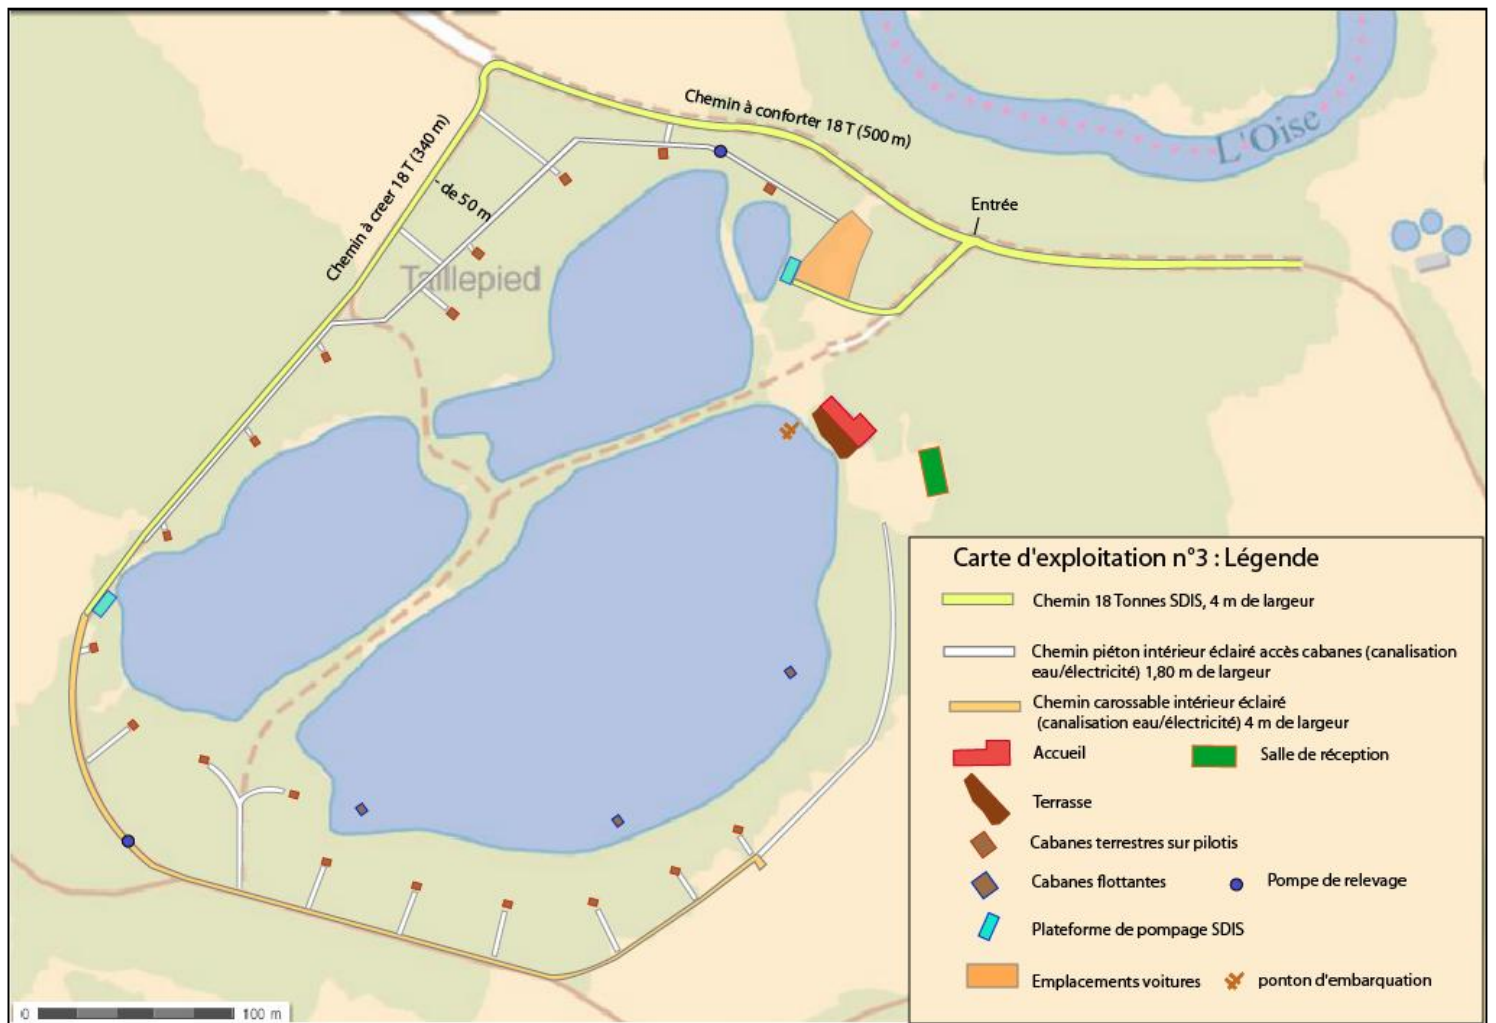 Chemin à conforter 18 T (500 m)
L'Oise
Chemin à creer 18 T (340 m)
- de 50 m
Entrée
Taillepied
Carte d'exploitation n°3 : Légende
Chemin 18 Tonnes SDIS, 4 m de largeur
Chemin piéton intérieur éclairé accès cabanes (canalisation
eau/électricité) 1,80 m de largeur
Chemin carossable intérieur éclairé
(canalisation eau/électricité) 4 m de largeur
Accueil
Salle de réception
Terrasse
Cabanes terrestres sur pilotis
Cabanes flottantes
Pompe de relevage
Plateforme de pompage SDIS
Emplacements voitures
ponton d'embarquation
0 100 m